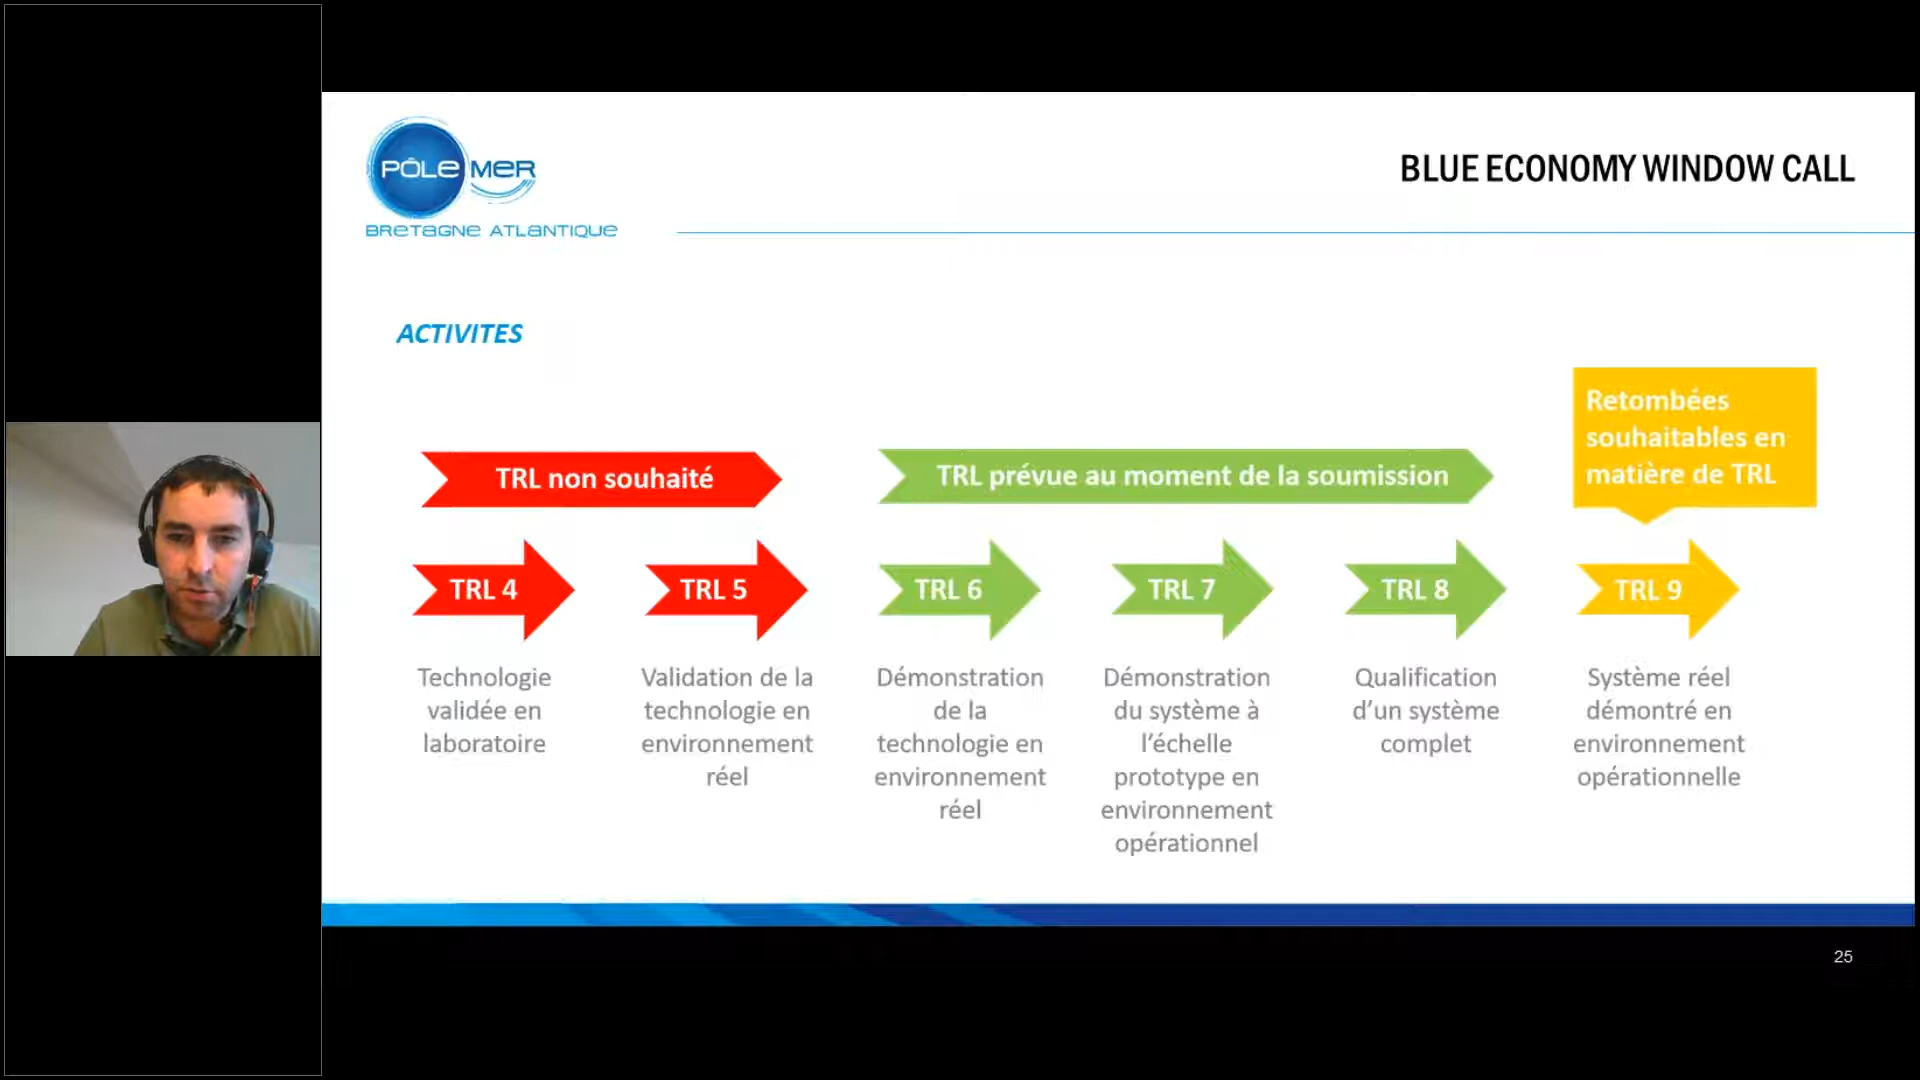 PÔLE MER
BRETAGNE ATLANTIQUE
BLUE ECONOMY WINDOW CALL
ACTIVITES
TRL non souhaité
TRL prévue au moment de la soumission
Retombées
souhaitables en
matière de TRL
TRL 4
TRL 5
TRL 6
TRL 7
TRL 8
TRL 9
Technologie
validée en
laboratoire
Validation de la
technologie en
environnement
réel
Démonstration
de la
technologie en
environnement
réel
Démonstration
du système à
l’échelle
prototype en
environnement
opérationnel
Qualification
d’un système
complet
Système réel
démontré en
environnement
opérationnelle
25